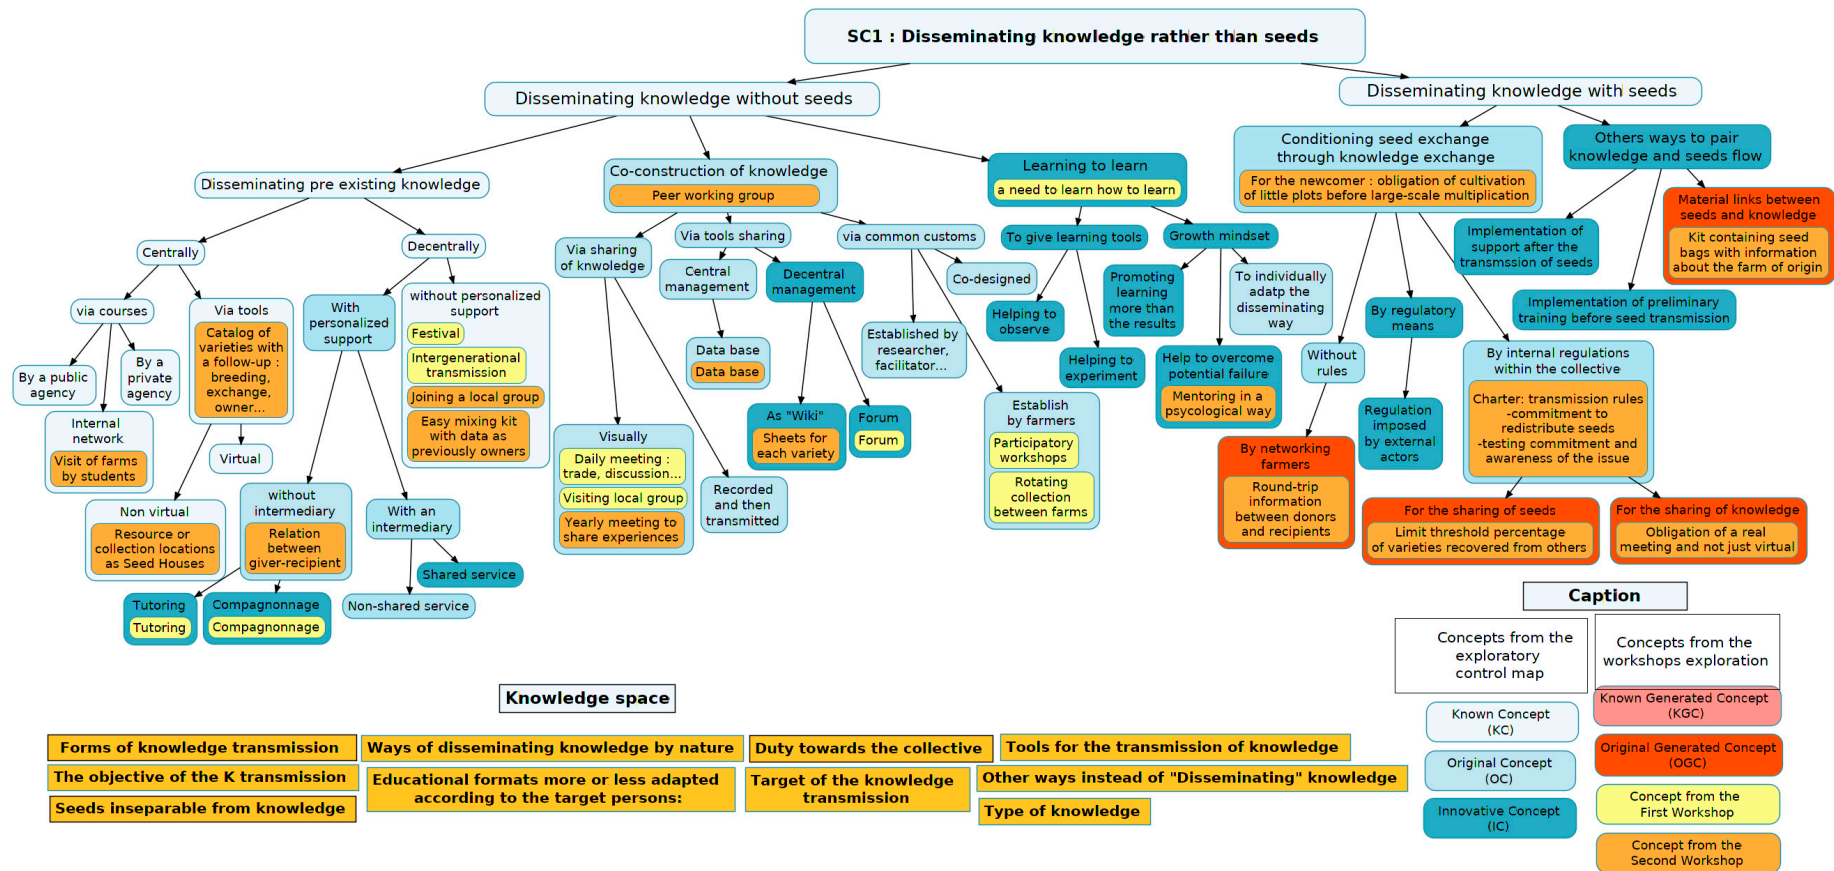 SC1 : Disseminating knowledge rather than seeds
Disseminating knowledge without seeds
Disseminating knowledge with seeds
Disseminating pre existing knowledge
Co-construction of knowledge
Peer working group
Learning to learn
a need to learn how to learn
Conditioning seed exchange
through knowledge exchange
For the newcomer : obligation of cultivation
of little plots before large-scale multiplication
Others ways to pair
knowledge and seeds flow
Centrally
Decentrally
Via sharing
of knwoledge
Via tools sharing
via common customs
To give learning tools
Growth mindset
Implementation of
support after the
transmssion of seeds
Material links between
seeds and knowledge
Kit containing seed
bags with information
about the farm of origin
via courses
Via tools
Catalog of
varieties with
a follow-up :
breeding,
exchange,
owner...
With
personalized
support
without personalized
support
Festival
Intergenerational
transmission
Joining a local group
Easy mixing kit
with data as
previously owners
Central
management
Decentral
management
Co-designed
Established by
researcher,
facilitator...
Helping to
observe
Helping to
experiment
Promoting
learning
more than
the results
To individually
adatp the
disseminating
way
Help to overcome
potential failure
Mentoring in a
psycological way
Without
rules
By regulatory
means
Implementation of preliminary
training before seed transmission
By internal regulations
within the collective
Charter: transmission rules
-commitment to
redistribute seeds
-testing commitment and
awareness of the issue
By a public
agency
Internal
network
Visit of farms
by students
By a
private
agency
Virtual
Non virtual
Resource or
collection locations
as Seed Houses
without
intermediary
Relation
between
giver-recipient
With an
intermediary
Shared service
Non-shared service
Tutoring
Tutoring
Compagnonnage
Compagnonnage
Visually
Daily meeting :
trade, discussion...
Visiting local group
Yearly meeting to
share experiences
Recorded
and then
transmitted
Data base
Data base
As "Wiki"
Sheets for
each variety
Forum
Forum
Establish
by farmers
Participatory
workshops
Rotating
collection
between farms
By networking
farmers
Round-trip
information
between donors
and recipients
Regulation
imposed
by external
actors
For the sharing of seeds
Limit threshold percentage
of varieties recovered from others
For the sharing of knowledge
Obligation of a real
meeting and not just virtual
Knowledge space
Forms of knowledge transmission
Ways of disseminating knowledge by nature
Duty towards the collective
Tools for the transmission of knowledge
The objective of the K transmission
Educational formats more or less adapted
according to the target persons:
Target of the knowledge
transmission
Other ways instead of "Disseminating" knowledge
Seeds inseparable from knowledge
Type of knowledge
Caption
Concepts from the
exploratory
control map
Concepts from the
workshops exploration
Known Concept
(KC)
Original Concept
(OC)
Innovative Concept
(IC)
Known Generated Concept
(KGC)
Original Generated Concept
(OGC)
Concept from the
First Workshop
Concept from the
Second Workshop